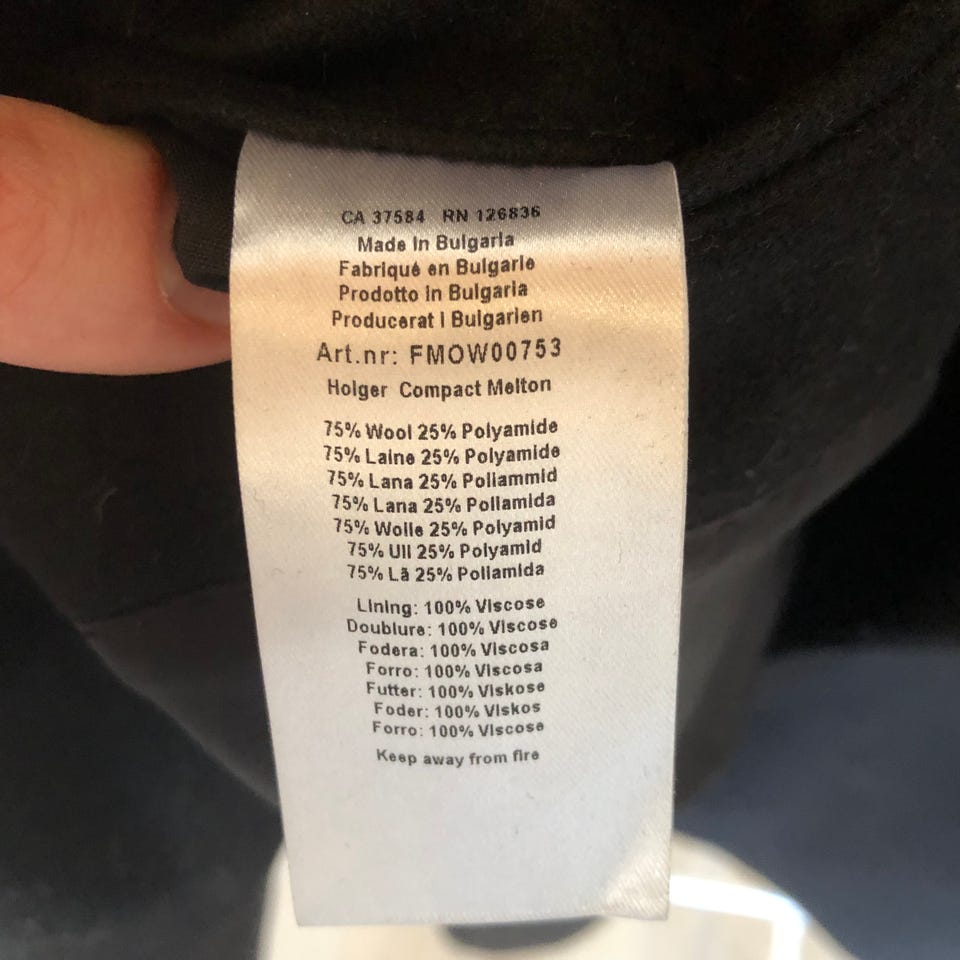 CA 37584 RN 126836
Made in Bulgaria
Fabriqué en Bulgarie
Prodotto in Bulgaria
Producerat i Bulgarien
Art.nr: FMOW00753
Holger Compact Melton
75% Wool 25% Polyamide
75% Laine 25% Polyamide
75% Lana 25% Poliammid
75% Lana 25% Poliamida
75% Wolle 25% Polyamid
75% Ull 25% Polyamid
75% Lã 25% Poliamida
Lining: 100% Viscose
Doublure: 100% Viscose
Fodera: 100% Viscosa
Forro: 100% Viscosa
Futter: 100% Viskose
Foder: 100% Viskos
Forro: 100% Viscose
Keep away from fire